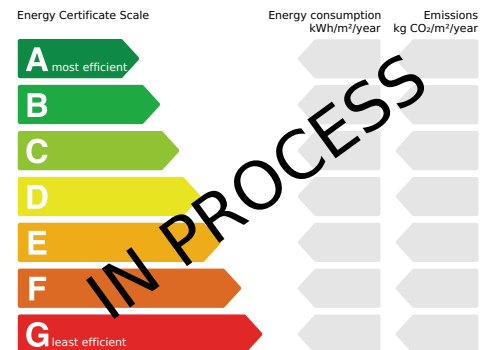 Energy Certificate Scale
Energy consumption
kWh/m²/year
Emissions
kg CO₂/m²/year
A most efficient
B
C
D
E
F
G least efficient
IN PROCESS